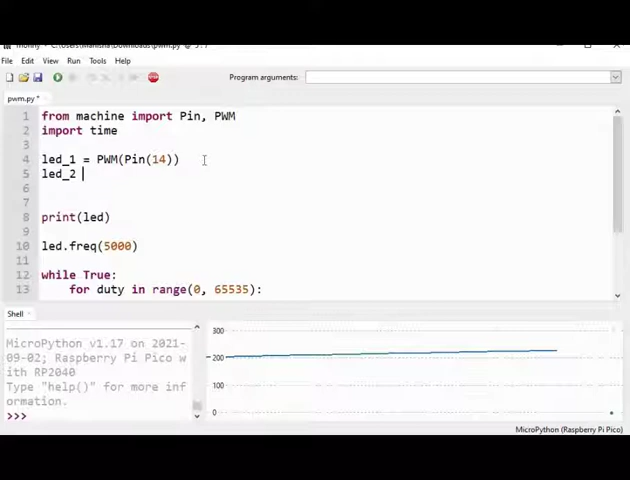 File Edit View Run Tools Help
Program arguments:
pwm.py *
1 from machine import Pin, PWM
2 import time
3
4 led_1 = PWM(Pin(14))
5 led_2
6
7
8 print(led)
9
10 led.freq(5000)
11
12 while True:
13 for duty in range(0, 65535):
Shell
MicroPython v1.17 on 2021-
09-02; Raspberry Pi Pico w
ith RP2040
Type "help()" for more inf
ormation.
>>>
300
200
100
0
MicroPython (Raspberry Pi Pico)